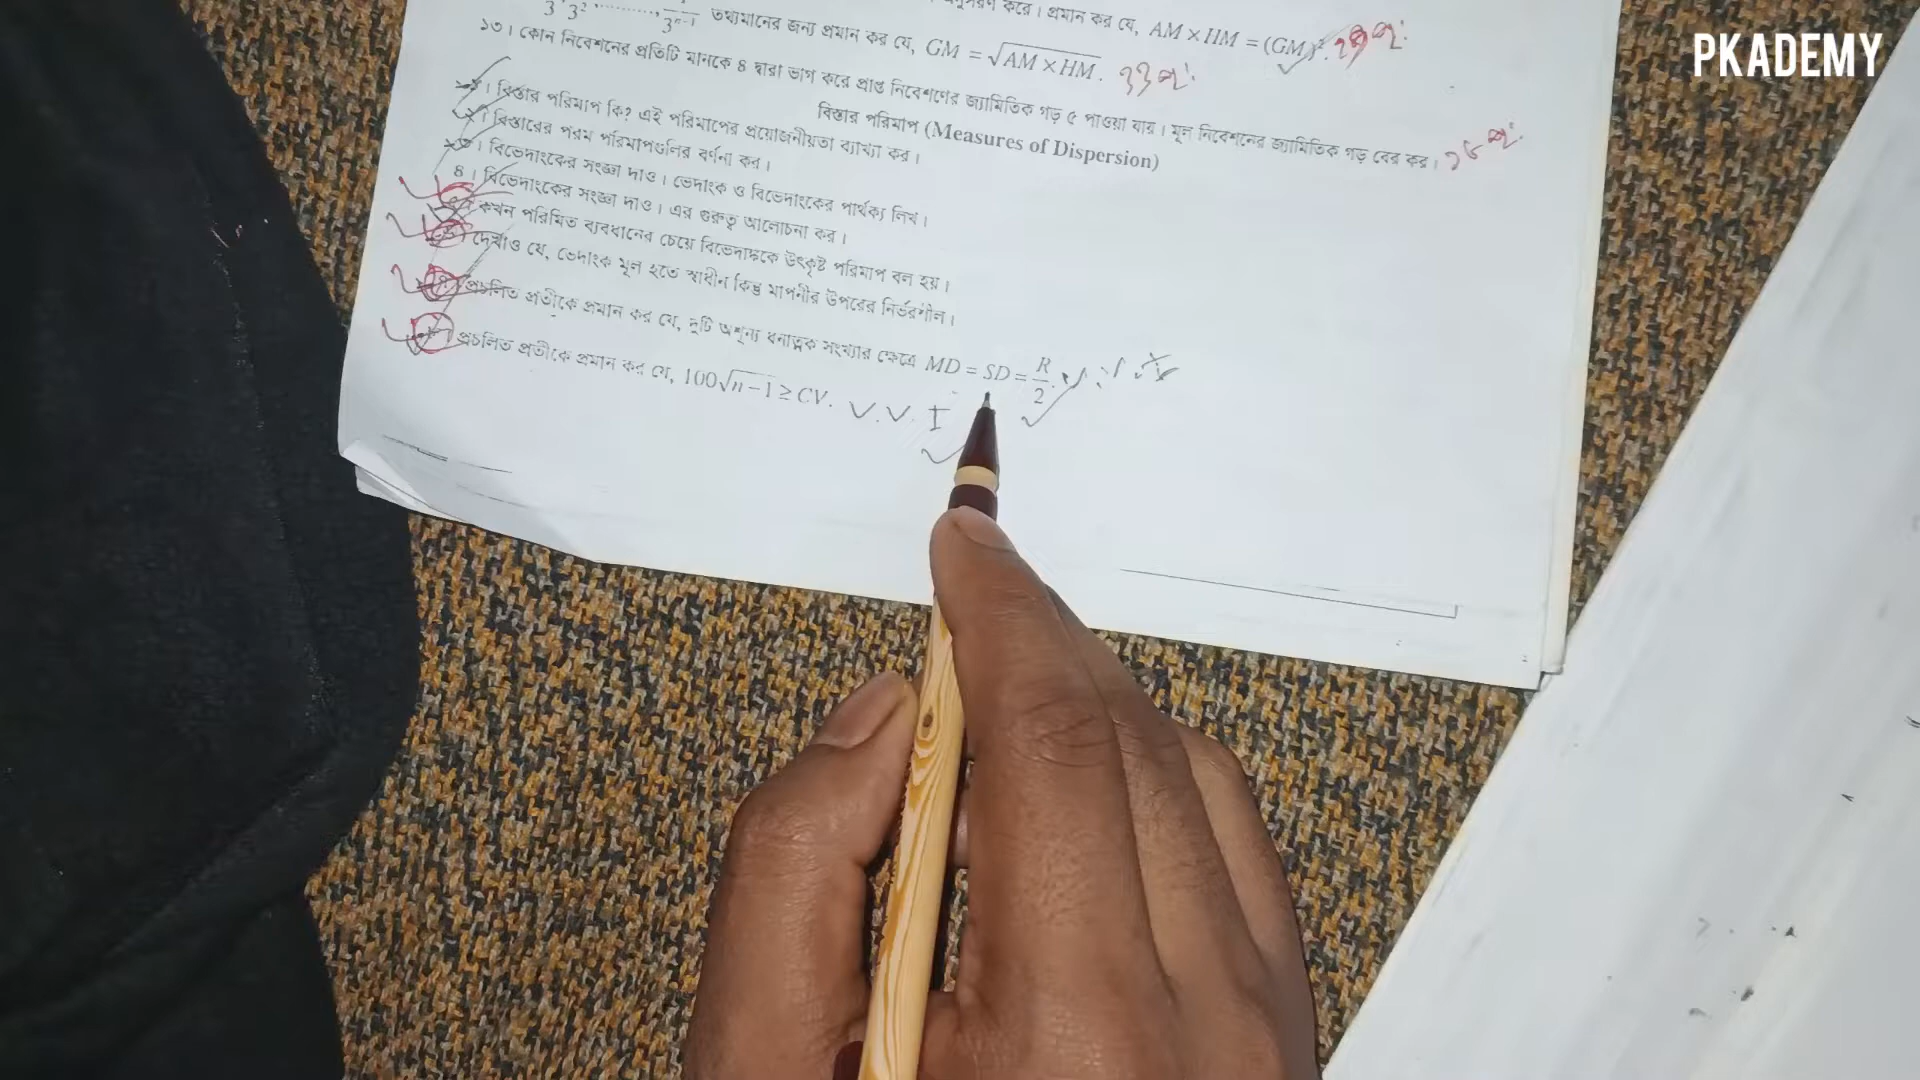 PKADEMY
অনুসরণ করে। প্রমান কর যে, AM × HM = (GM)².
3 3² ,..........., 3ⁿ⁻¹ তথ্যমানের জন্য প্রমান কর যে, GM = √AM × HM.
১৩। কোন নিবেশনের প্রতিটি মানকে ৪ দ্বারা ভাগ করে প্রাপ্ত নিবেশণের জ্যামিতিক গড় ৫ পাওয়া যায়। মূল নিবেশনের জ্যামিতিক গড় বের কর।
বিস্তার পরিমাপ (Measures of Dispersion)
১। বিস্তার পরিমাপ কি? এই পরিমাপের প্রয়োজনীয়তা ব্যাখ্যা কর।
২। বিস্তারের পরম পরিমাপগুলির বর্ণনা কর।
৩। বিভেদাংকের সংজ্ঞা দাও। ভেদাংক ও বিভেদাংকের পার্থক্য লিখ।
৪। বিভেদাংকের সংজ্ঞা দাও। এর গুরুত্ব আলোচনা কর।
কখন পরিমিত ব্যবধানের চেয়ে বিভেদাঙ্ককে উৎকৃষ্ট পরিমাপ বল হয়।
দেখাও যে, ভেদাংক মূল হতে স্বাধীন কিন্তু মাপনীর উপরের নির্ভরশীল।
প্রচলিত প্রতীকে প্রমান কর যে, দুটি অশূন্য ধনাত্মক সংখ্যার ক্ষেত্রে MD = SD = R/2.
প্রচলিত প্রতীকে প্রমান কর যে, 100√n−1 ≥ CV. V.V. I